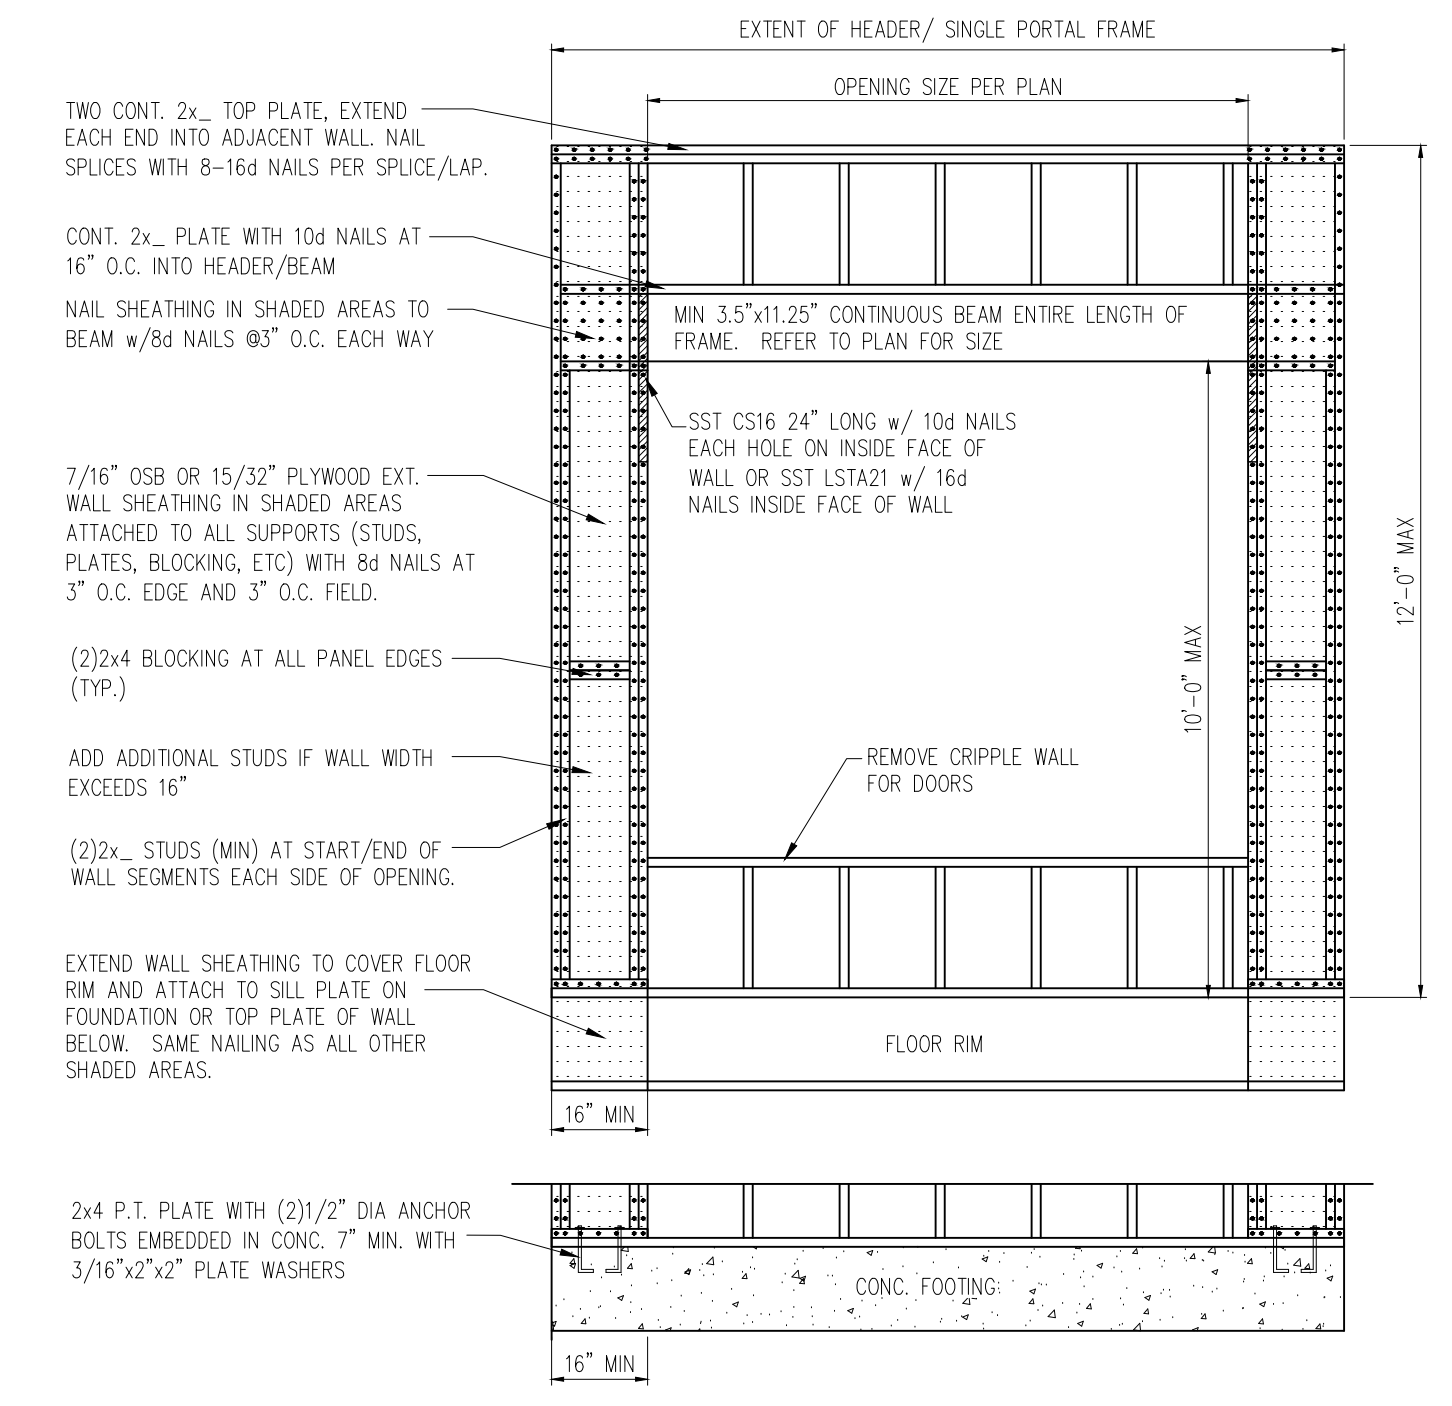 EXTENT OF HEADER/ SINGLE PORTAL FRAME
OPENING SIZE PER PLAN
TWO CONT. 2x_ TOP PLATE, EXTEND
EACH END INTO ADJACENT WALL. NAIL
SPLICES WITH 8-16d NAILS PER SPLICE/LAP.
CONT. 2x_ PLATE WITH 10d NAILS AT
16" O.C. INTO HEADER/BEAM
NAIL SHEATHING IN SHADED AREAS TO
BEAM w/8d NAILS @3" O.C. EACH WAY
MIN 3.5"x11.25" CONTINUOUS BEAM ENTIRE LENGTH OF
FRAME. REFER TO PLAN FOR SIZE
SST CS16 24" LONG w/ 10d NAILS
EACH HOLE ON INSIDE FACE OF
WALL OR SST LSTA21 w/ 16d
NAILS INSIDE FACE OF WALL
7/16" OSB OR 15/32" PLYWOOD EXT.
WALL SHEATHING IN SHADED AREAS
ATTACHED TO ALL SUPPORTS (STUDS,
PLATES, BLOCKING, ETC) WITH 8d NAILS AT
3" O.C. EDGE AND 3" O.C. FIELD.
12'-0" MAX
10'-0" MAX
(2)2x4 BLOCKING AT ALL PANEL EDGES
(TYP.)
ADD ADDITIONAL STUDS IF WALL WIDTH
EXCEEDS 16"
REMOVE CRIPPLE WALL
FOR DOORS
(2)2x_ STUDS (MIN) AT START/END OF
WALL SEGMENTS EACH SIDE OF OPENING.
EXTEND WALL SHEATHING TO COVER FLOOR
RIM AND ATTACH TO SILL PLATE ON
FOUNDATION OR TOP PLATE OF WALL
BELOW. SAME NAILING AS ALL OTHER
SHADED AREAS.
FLOOR RIM
16" MIN
2x4 P.T. PLATE WITH (2)1/2" DIA ANCHOR
BOLTS EMBEDDED IN CONC. 7" MIN. WITH
3/16"x2"x2" PLATE WASHERS
CONC. FOOTING
16" MIN